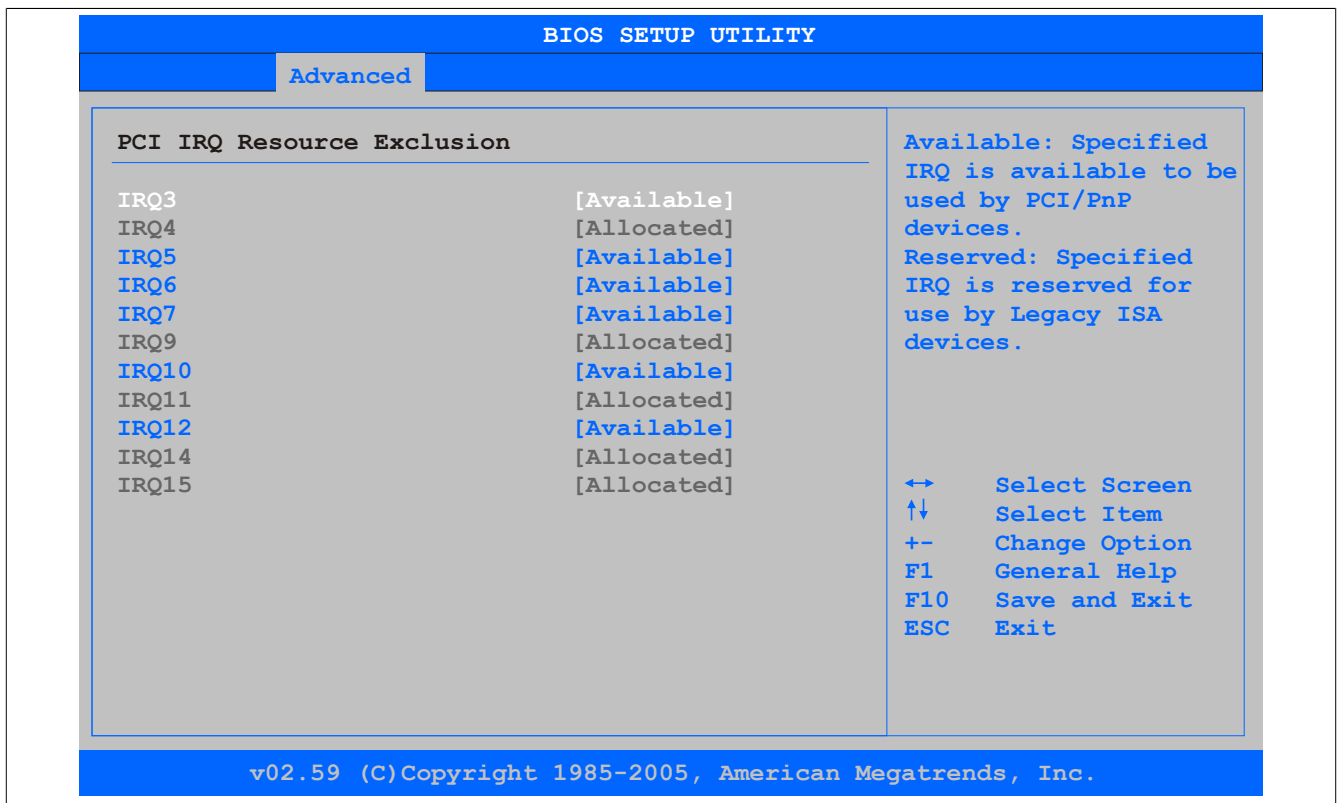 BIOS SETUP UTILITY
Advanced
PCI IRQ Resource Exclusion
IRQ3 [Available]
IRQ4 [Allocated]
IRQ5 [Available]
IRQ6 [Available]
IRQ7 [Available]
IRQ9 [Allocated]
IRQ10 [Available]
IRQ11 [Allocated]
IRQ12 [Available]
IRQ14 [Allocated]
IRQ15 [Allocated]
Available: Specified
IRQ is available to be
used by PCI/PnP
devices.
Reserved: Specified
IRQ is reserved for
use by Legacy ISA
devices.
↔ Select Screen
↑↓ Select Item
+- Change Option
F1 General Help
F10 Save and Exit
ESC Exit
v02.59 (C)Copyright 1985-2005, American Megatrends, Inc.